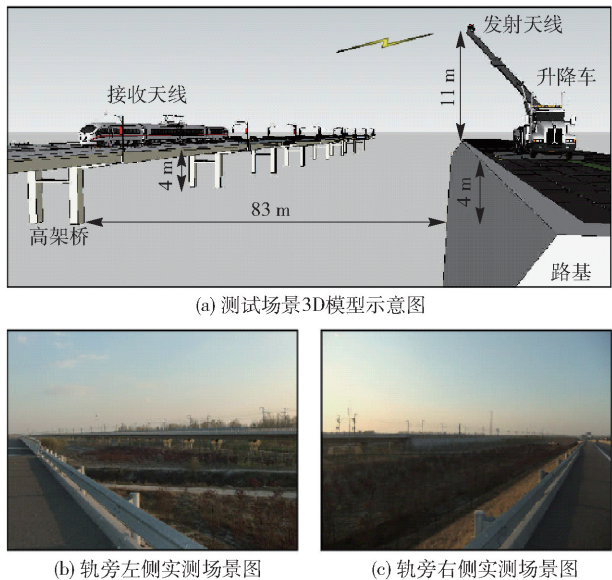 发射天线
接收天线
升降车
11 m
4 m
4 m
83 m
高架桥
路基
(a) 测试场景3D模型示意图
(b) 轨旁左侧实测场景图
(c) 轨旁右侧实测场景图